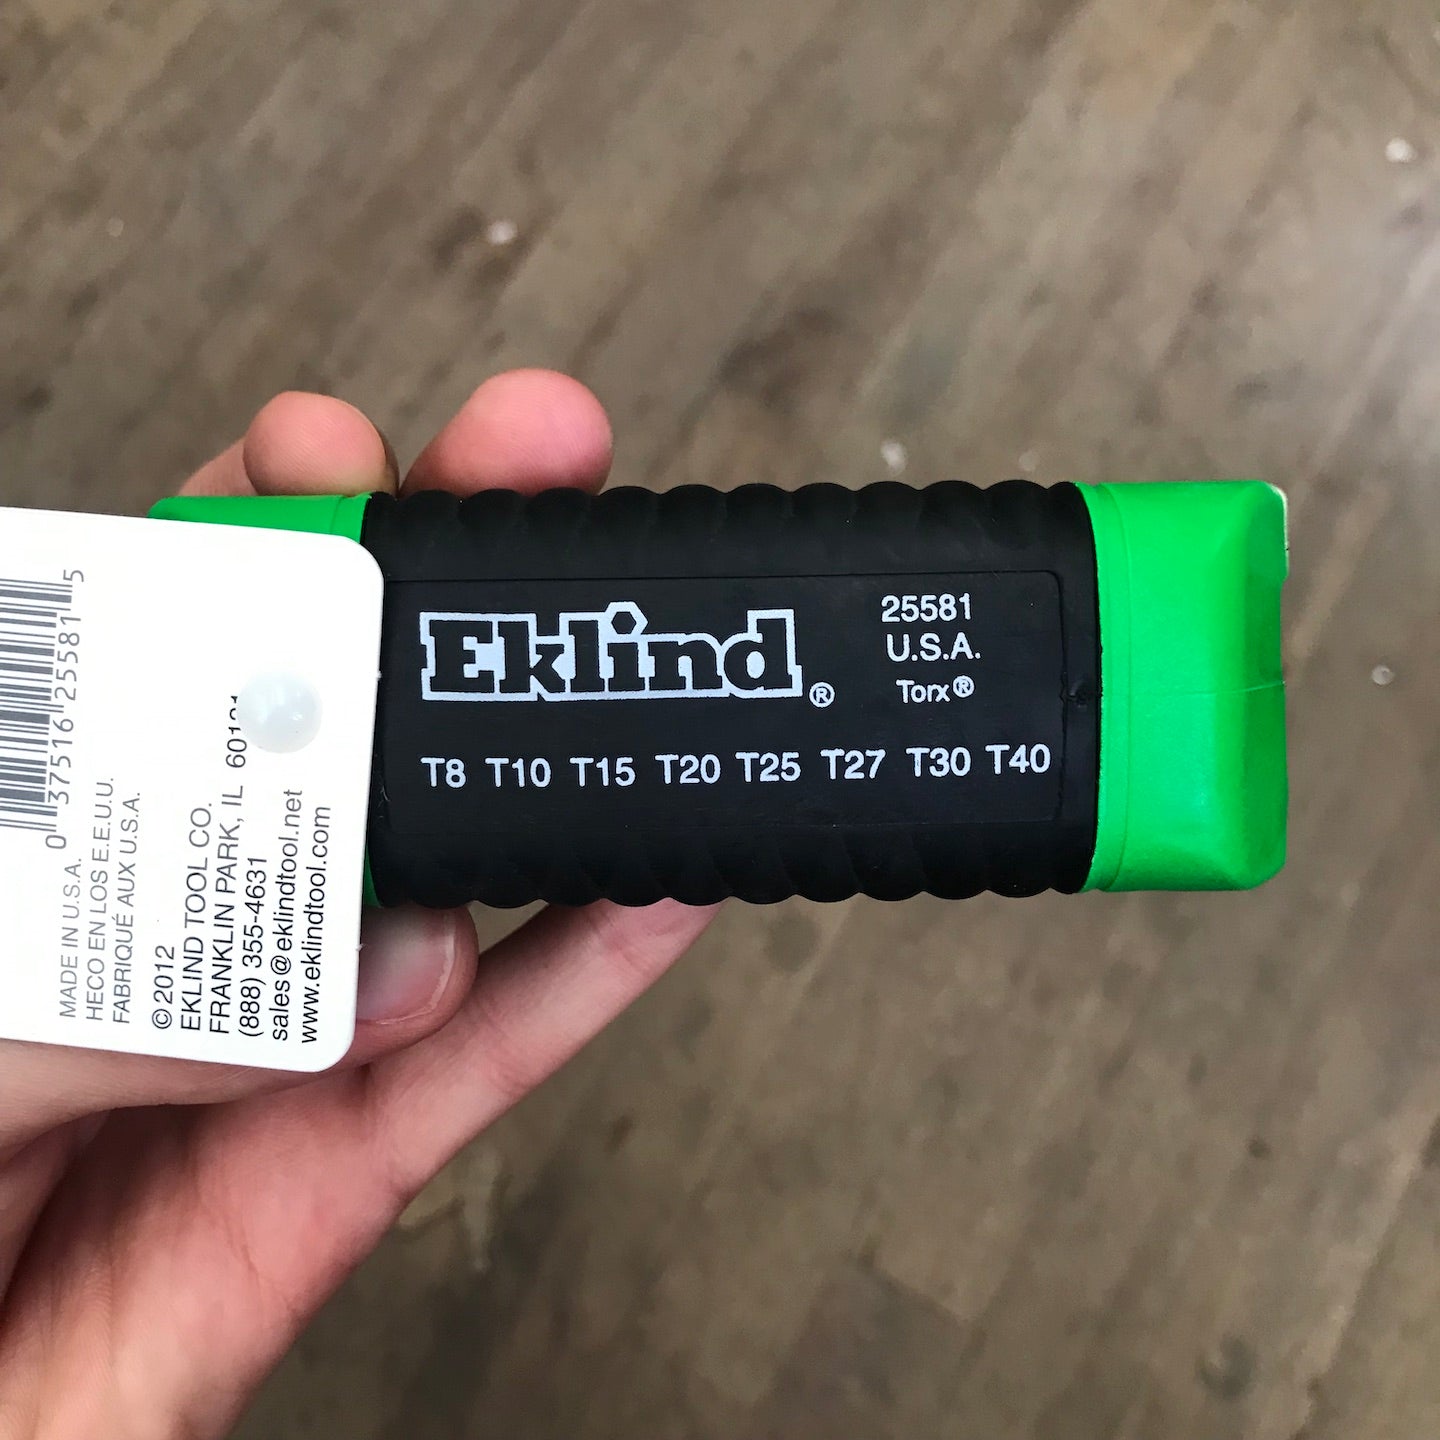 Eklind®
25581
U.S.A.
Torx®
T8 T10 T15 T20 T25 T27 T30 T40
0 37516 25581 5
MADE IN U.S.A.
HECO EN LOS E.E.U.U.
FABRIQUÉ AUX U.S.A.
©2012
EKLIND TOOL CO.
FRANKLIN PARK, IL 60131
(888) 355-4631
sales@eklindtool.net
www.eklindtool.com